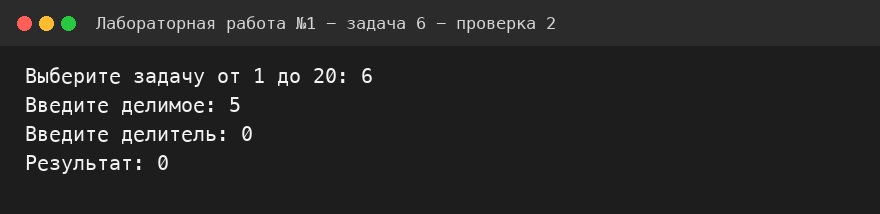 Лабораторная работа №1 — задача 6 — проверка 2
Выберите задачу от 1 до 20: 6
Введите делимое: 5
Введите делитель: 0
Результат: 0